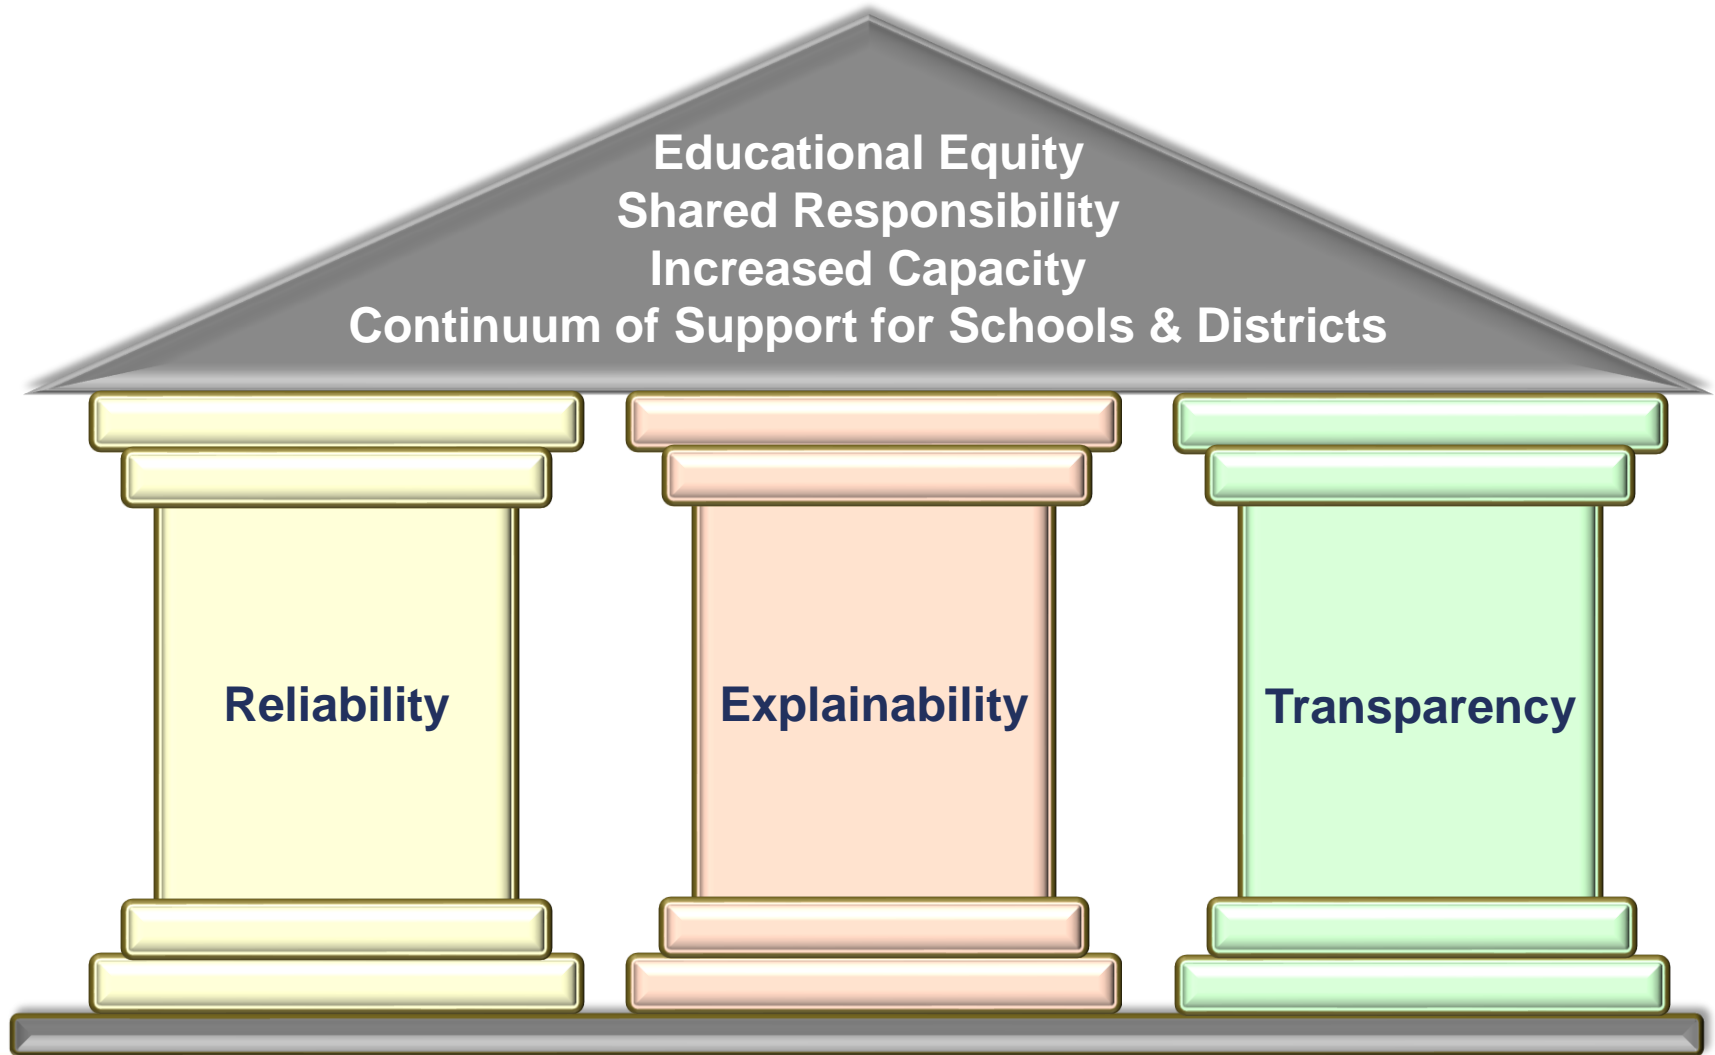 Educational Equity
Shared Responsibility
Increased Capacity
Continuum of Support for Schools & Districts
Reliability
Explainability
Transparency